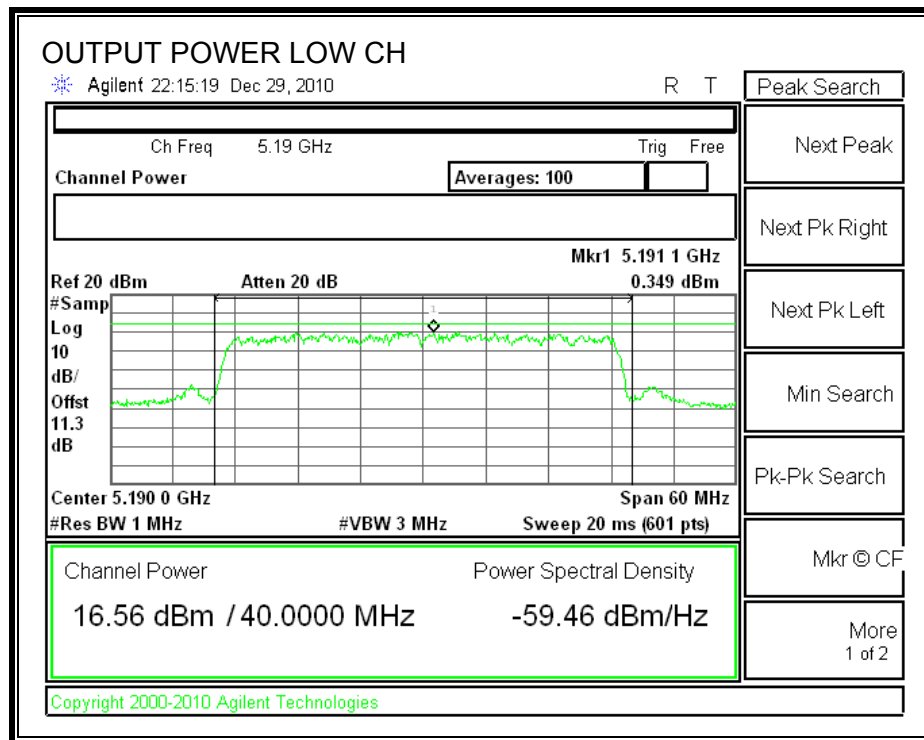 OUTPUT POWER LOW CH
Agilent 22:15:19 Dec 29, 2010 R T
Peak Search
Ch Freq 5.19 GHz Trig Free
Channel Power Averages: 100
Mkr1 5.191 1 GHz
Ref 20 dBm Atten 20 dB 0.349 dBm
#Samp
Log
10
dB/
Offst
11.3
dB
1
Center 5.190 0 GHz Span 60 MHz
#Res BW 1 MHz #VBW 3 MHz Sweep 20 ms (601 pts)
Channel Power Power Spectral Density
16.56 dBm / 40.0000 MHz -59.46 dBm/Hz
Copyright 2000-2010 Agilent Technologies
Next Peak
Next Pk Right
Next Pk Left
Min Search
Pk-Pk Search
Mkr © CF
More
1 of 2